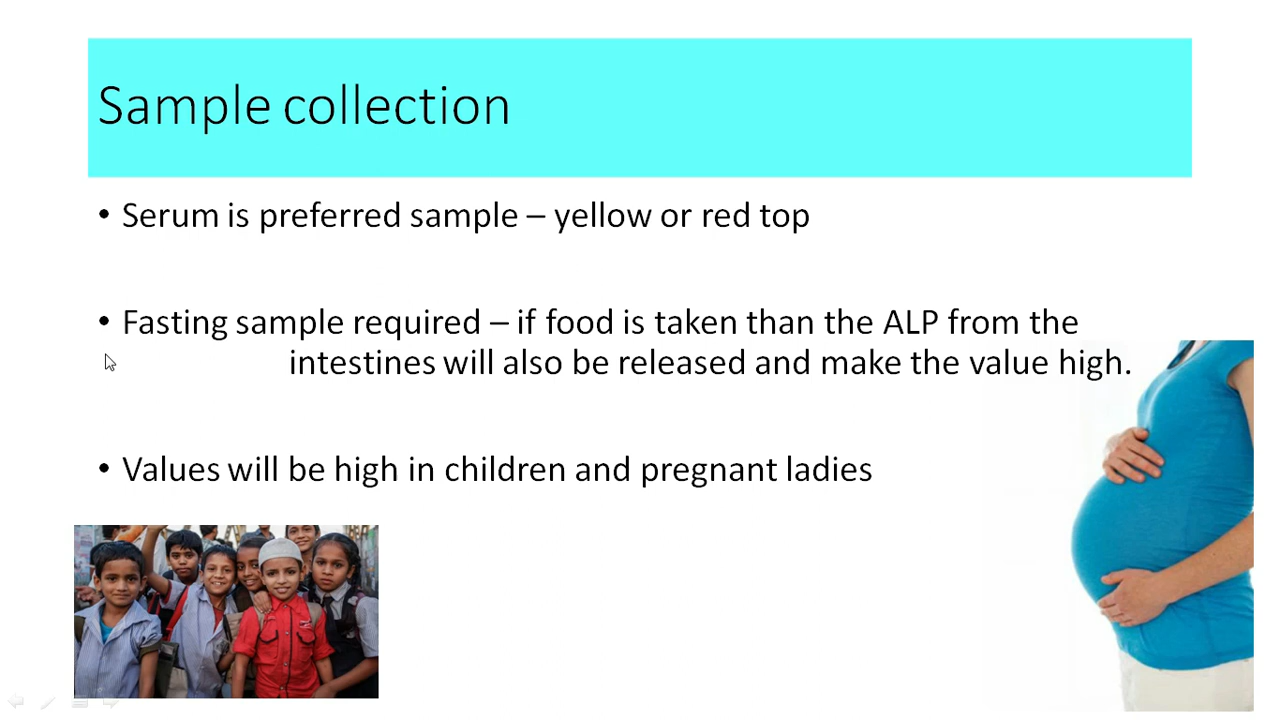 Sample collection
• Serum is preferred sample – yellow or red top
• Fasting sample required – if food is taken than the ALP from the
intestines will also be released and make the value high.
• Values will be high in children and pregnant ladies